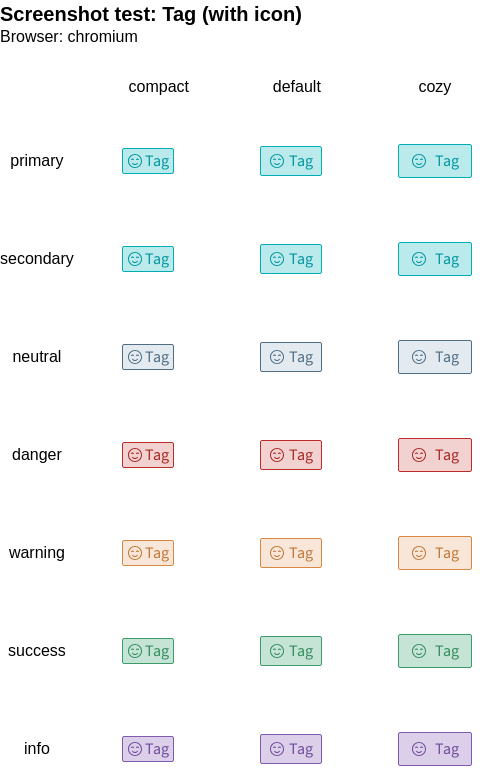 Screenshot test: Tag (with icon)
Browser: chromium
compact default cozy
primary Tag Tag Tag
secondary Tag Tag Tag
neutral Tag Tag Tag
danger Tag Tag Tag
warning Tag Tag Tag
success Tag Tag Tag
info Tag Tag Tag